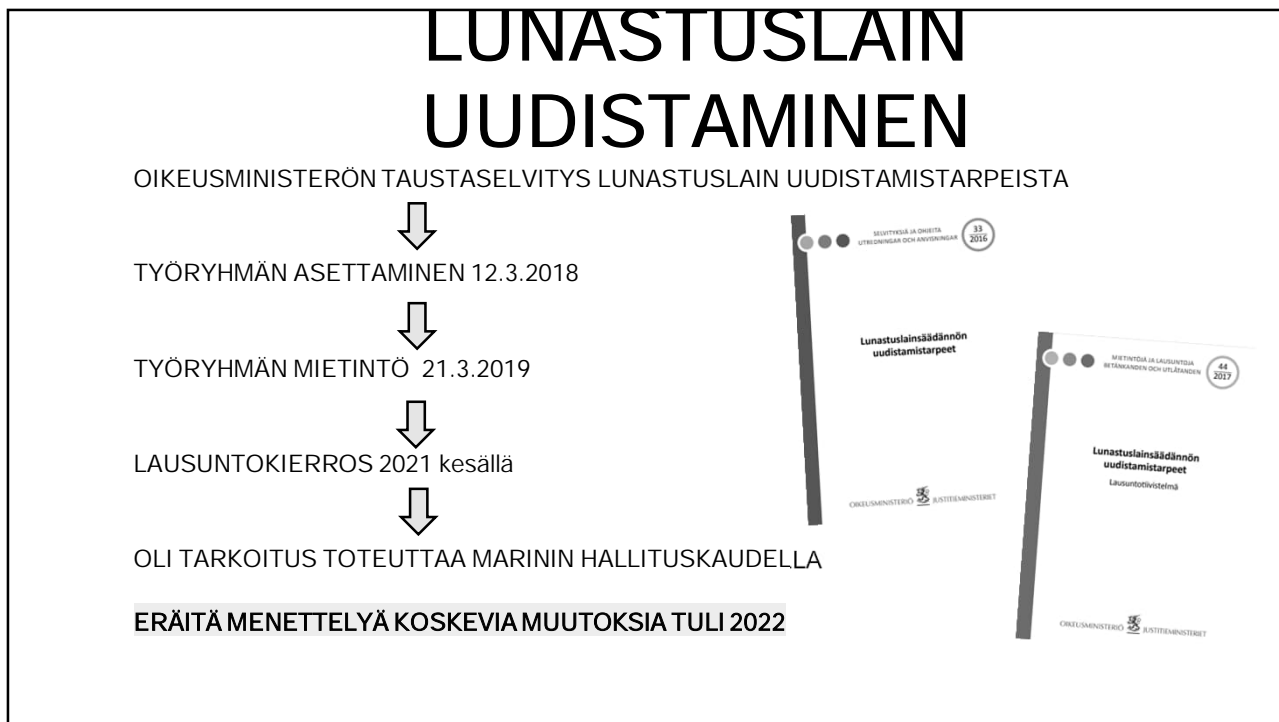 LUNASTUSLAIN
UUDISTAMINEN
OIKEUSMINISTERÖN TAUSTASELVITYS LUNASTUSLAIN UUDISTAMISTARPEISTA
TYÖRYHMÄN ASETTAMINEN 12.3.2018
TYÖRYHMÄN MIETINTÖ 21.3.2019
LAUSUNTOKIERROS 2021 kesällä
OLI TARKOITUS TOTEUTTAA MARININ HALLITUSKAUDELLA
ERÄITÄ MENETTELYÄ KOSKEVIA MUUTOKSIA TULI 2022
SELVITYKSIÄ JA OHJEITA
UTREDNINGAR OCH ANVISNINGAR
33
2016
Lunastuslainsäädännön
uudistamistarpeet
OIKEUSMINISTERIÖ JUSTITIEMINISTERIET
MIETINTÖJÄ JA LAUSUNTOJA
BETÄNKANDEN OCH UTLÅTANDEN
44
2017
Lunastuslainsäädännön
uudistamistarpeet
Lausuntotiivistelmä
OIKEUSMINISTERIÖ JUSTITIEMINISTERIET